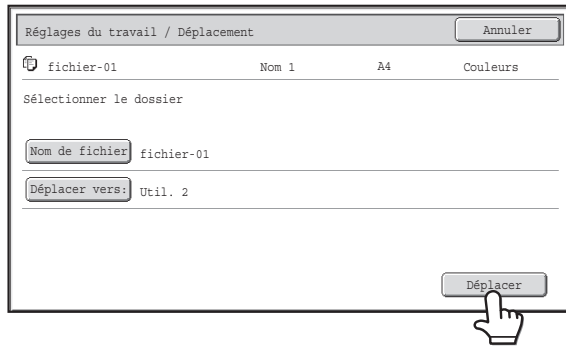 Réglages du travail / Déplacement Annuler
fichier-01 Nom 1 A4 Couleurs
Sélectionner le dossier
Nom de fichier fichier-01
Déplacer vers: Util. 2
Déplacer